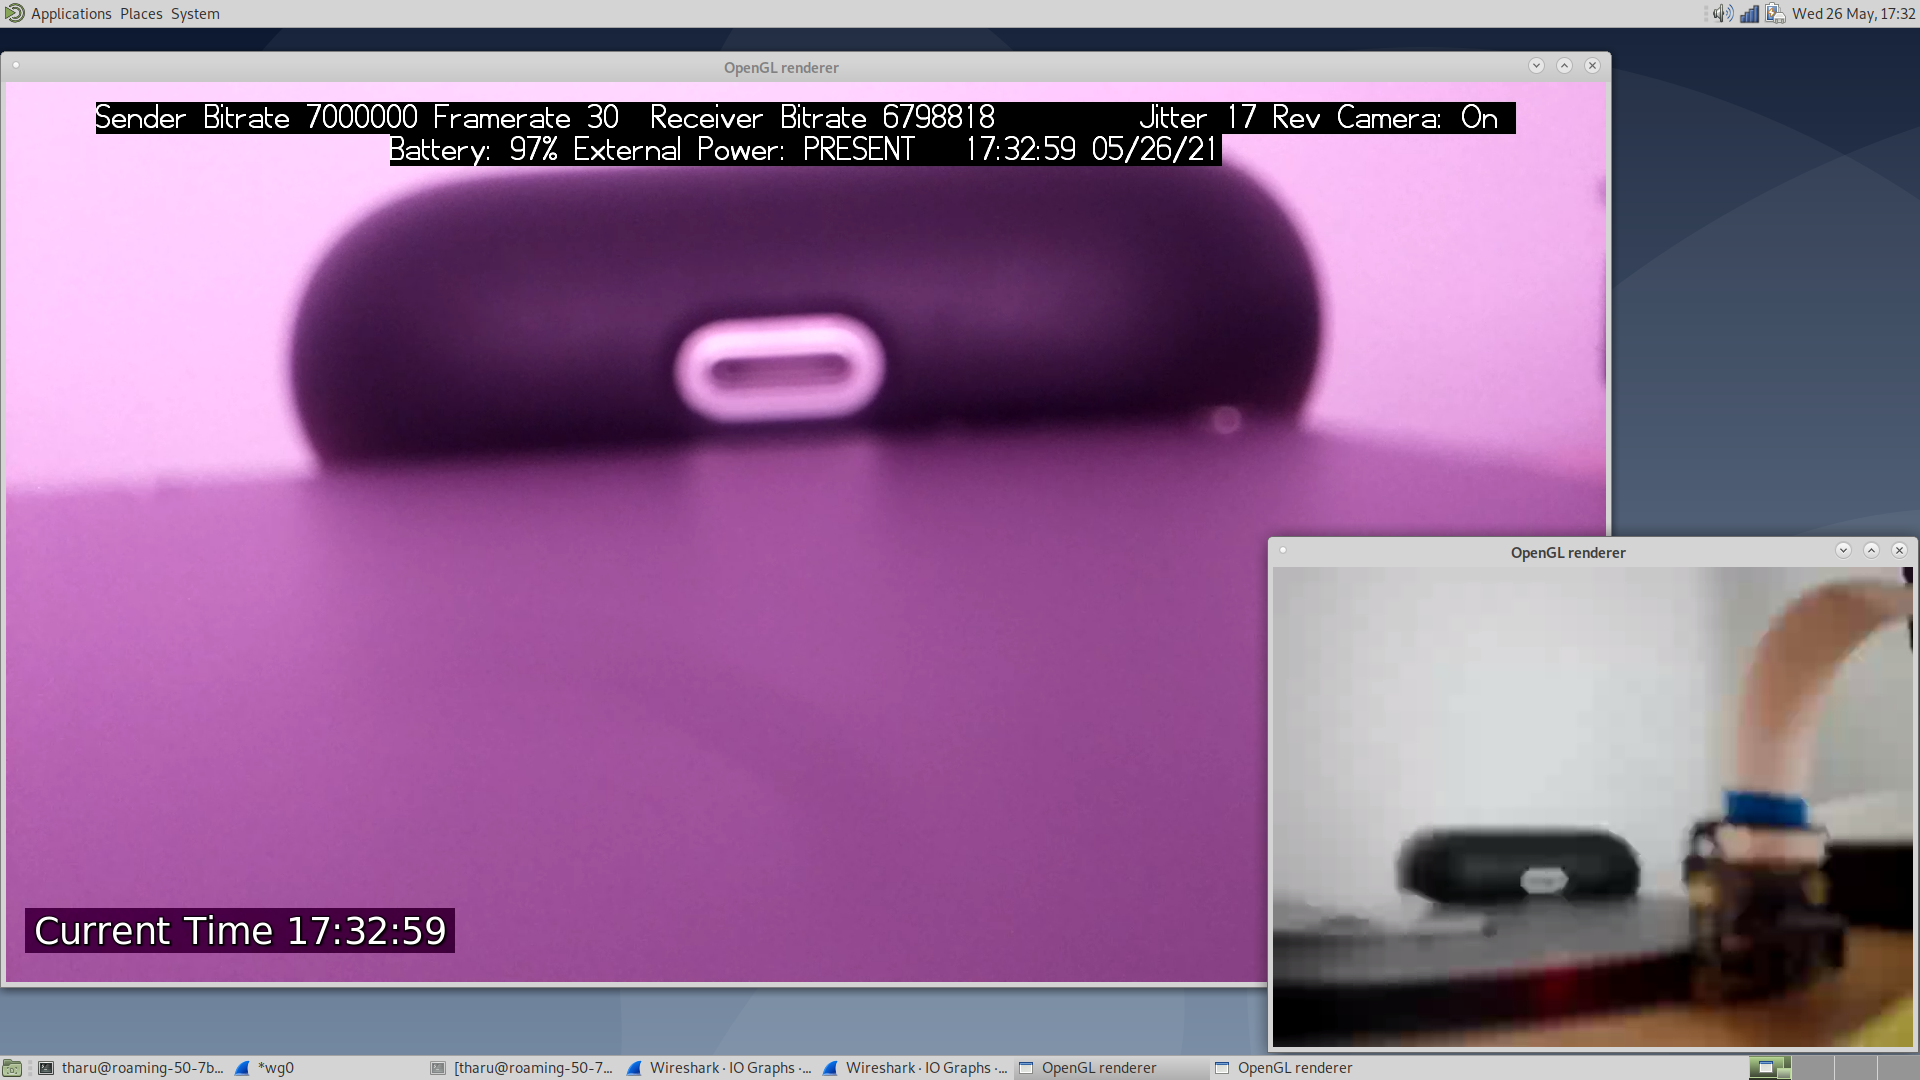 Applications Places System
Wed 26 May, 17:32
OpenGL renderer
Sender Bitrate 7000000 Framerate 30 Receiver Bitrate 6798818 Jitter 17 Rev Camera: On
Battery: 97% External Power: PRESENT 17:32:59 05/26/21
OpenGL renderer
Current Time 17:32:59
tharu@roaming-50-7b... *wg0 [tharu@roaming-50-7... Wireshark · IO Graphs ·... Wireshark · IO Graphs ·... OpenGL renderer OpenGL renderer